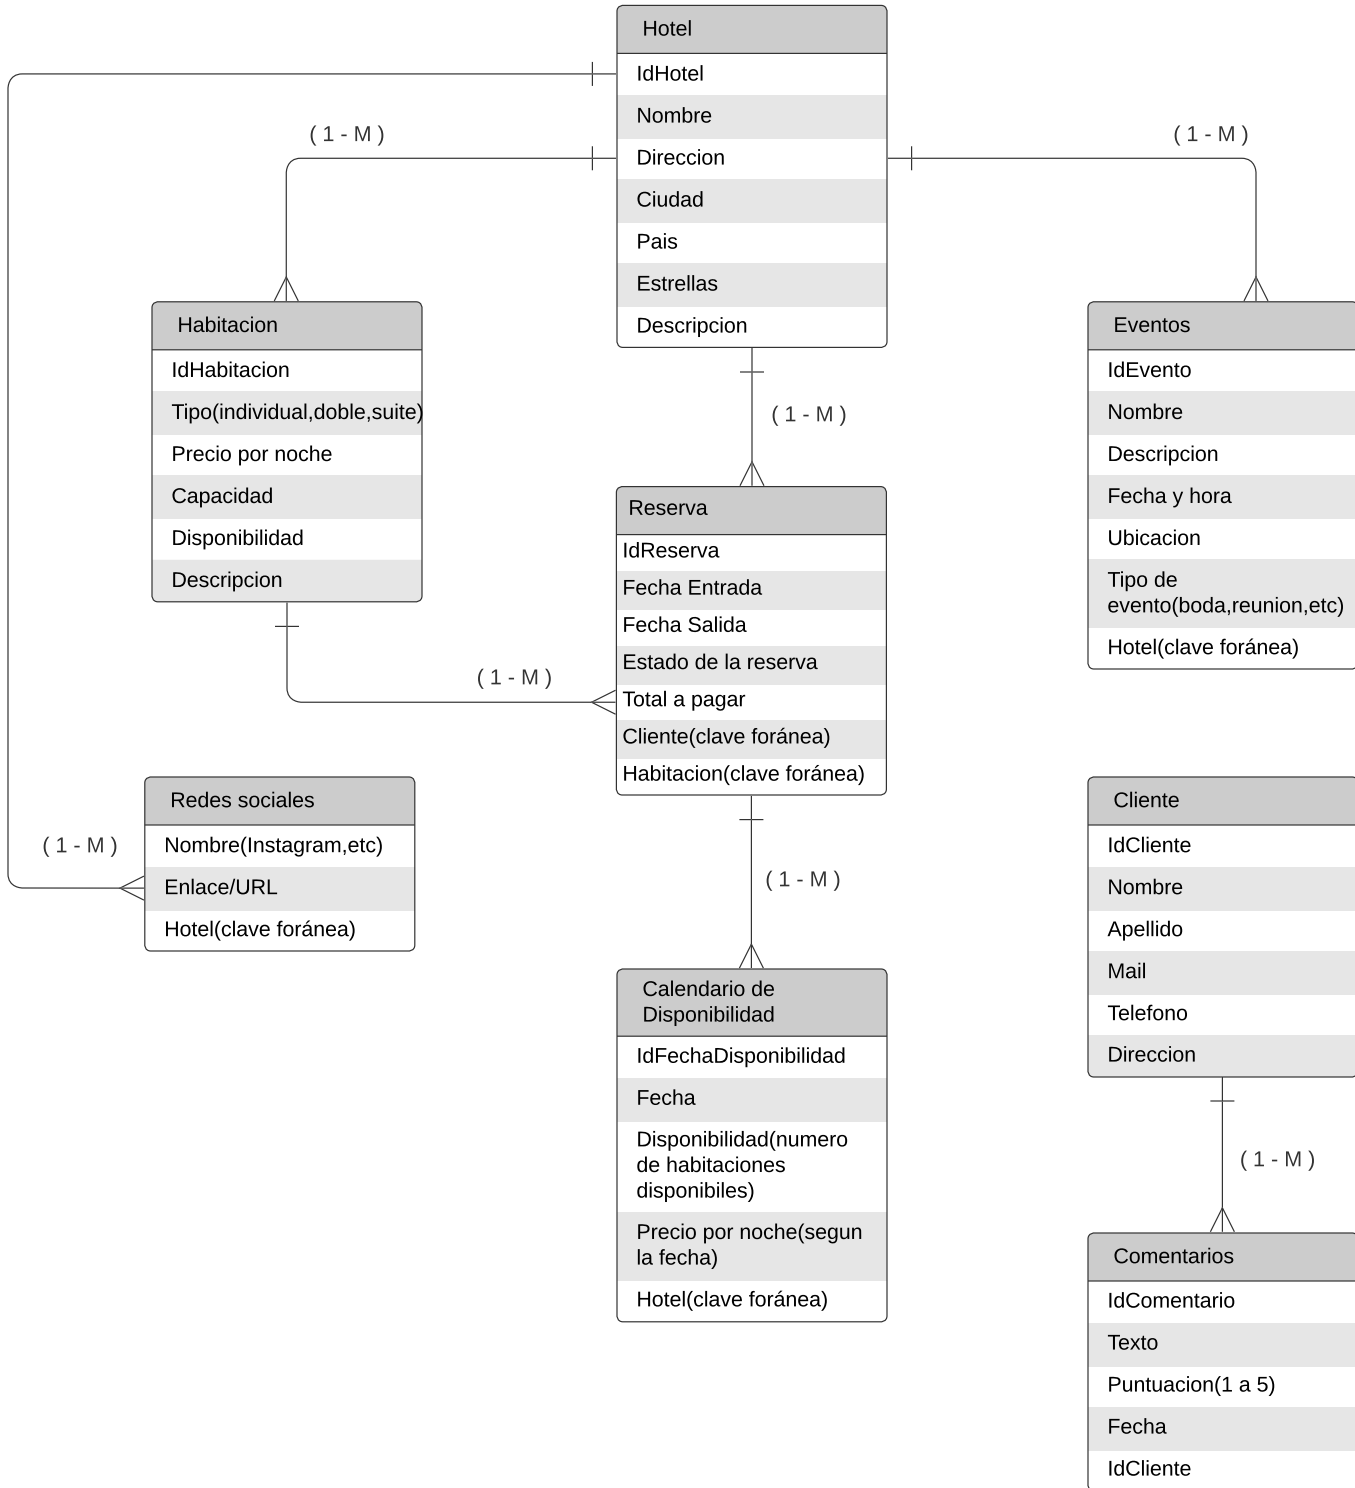 Hotel
IdHotel
Nombre
Direccion
Ciudad
Pais
Estrellas
Descripcion
( 1 - M )
( 1 - M )
Habitacion
IdHabitacion
Tipo(individual,doble,suite)
Precio por noche
Capacidad
Disponibilidad
Descripcion
( 1 - M )
Eventos
IdEvento
Nombre
Descripcion
Fecha y hora
Ubicacion
Tipo de
evento(boda,reunion,etc)
Hotel(clave foránea)
Reserva
IdReserva
Fecha Entrada
Fecha Salida
Estado de la reserva
Total a pagar
Cliente(clave foránea)
Habitacion(clave foránea)
( 1 - M )
Redes sociales
Nombre(Instagram,etc)
Enlace/URL
Hotel(clave foránea)
( 1 - M )
( 1 - M )
Cliente
IdCliente
Nombre
Apellido
Mail
Telefono
Direccion
Calendario de
Disponibilidad
IdFechaDisponibilidad
Fecha
Disponibilidad(numero
de habitaciones
disponibiles)
Precio por noche(segun
la fecha)
Hotel(clave foránea)
( 1 - M )
Comentarios
IdComentario
Texto
Puntuacion(1 a 5)
Fecha
IdCliente